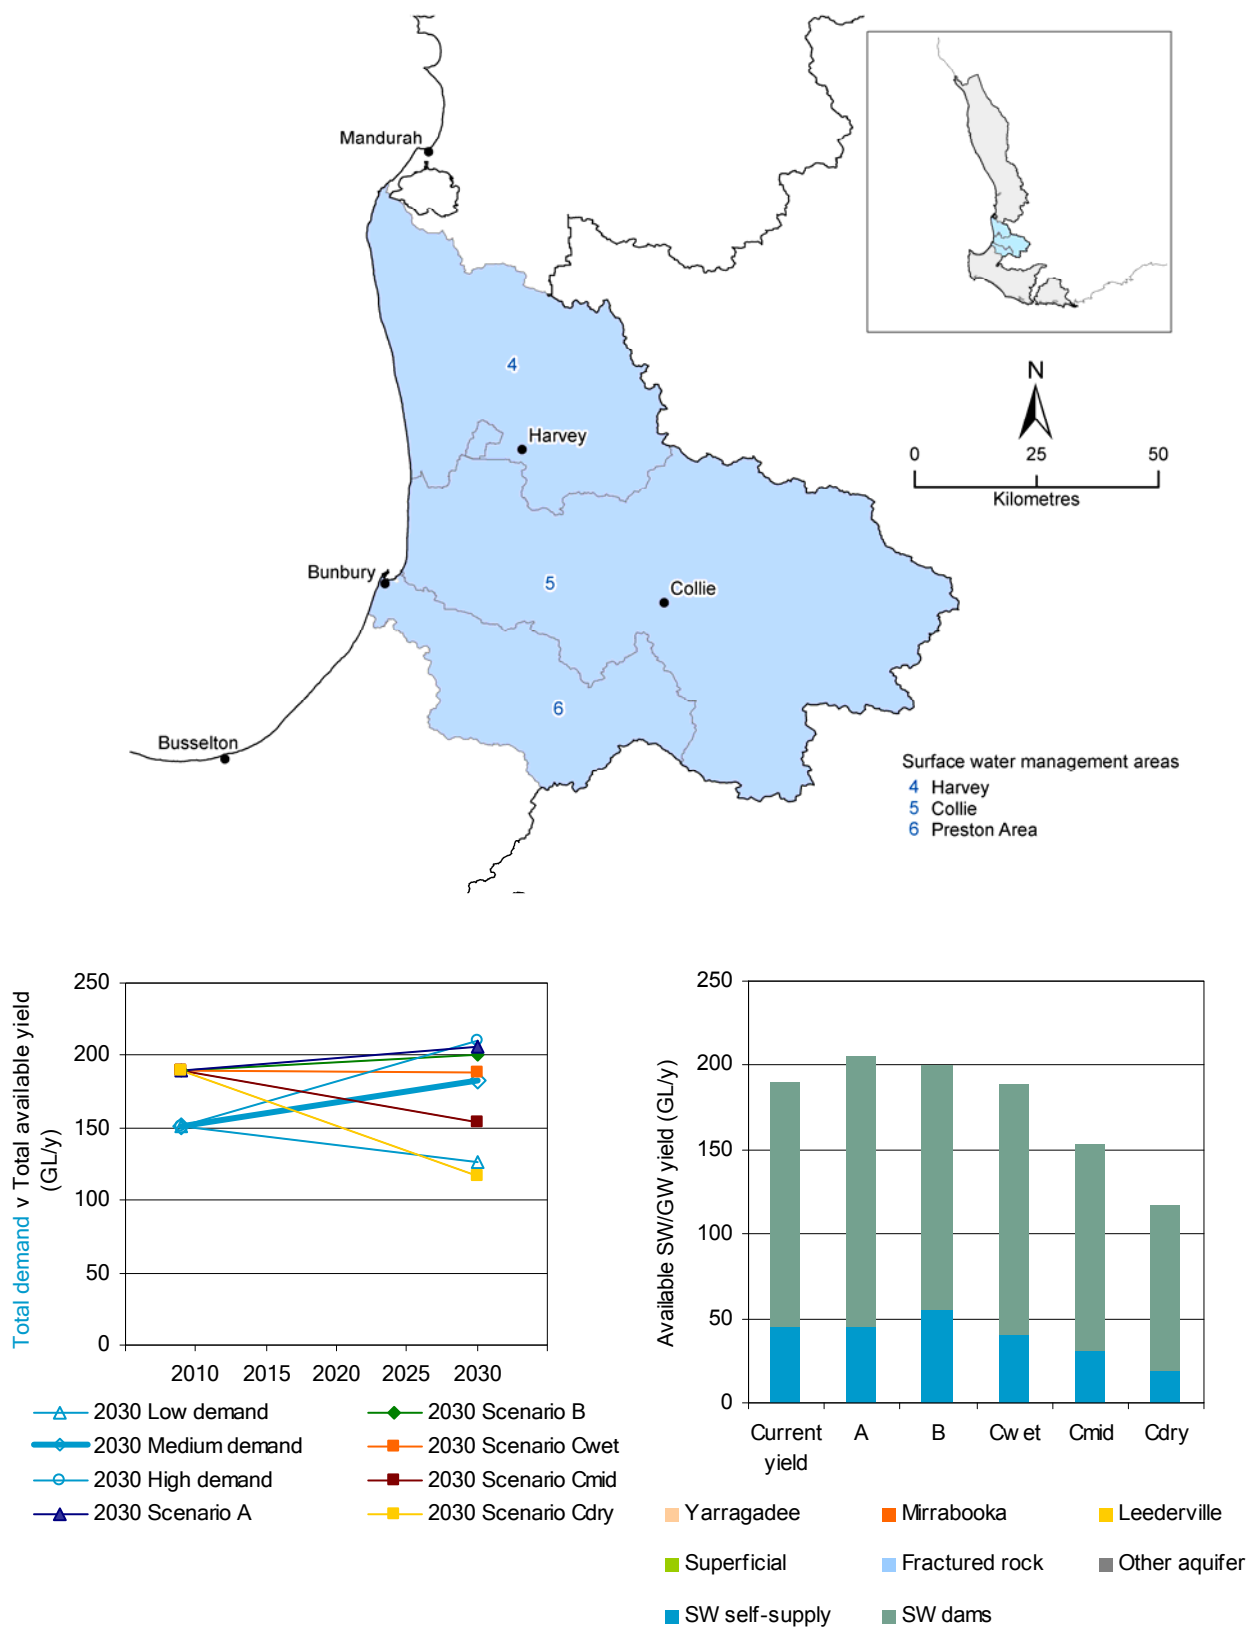 Mandurah
4
Harvey
N
0 25 50
Kilometres
Bunbury
5
Collie
6
Busselton
Surface water management areas
4 Harvey
5 Collie
6 Preston Area
Total demand v Total available yield
(GL/y)
250
200
150
100
50
0
2010 2015 2020 2025 2030
2030 Low demand
2030 Scenario B
2030 Medium demand
2030 Scenario Cwet
2030 High demand
2030 Scenario Cmid
2030 Scenario A
2030 Scenario Cdry
Available SW/GW yield (GL/y)
250
200
150
100
50
0
Current
yield
A
B
Cwet
Cmid
Cdry
Yarragadee
Mirrabooka
Leederville
Superficial
Fractured rock
Other aquifer
SW self-supply
SW dams